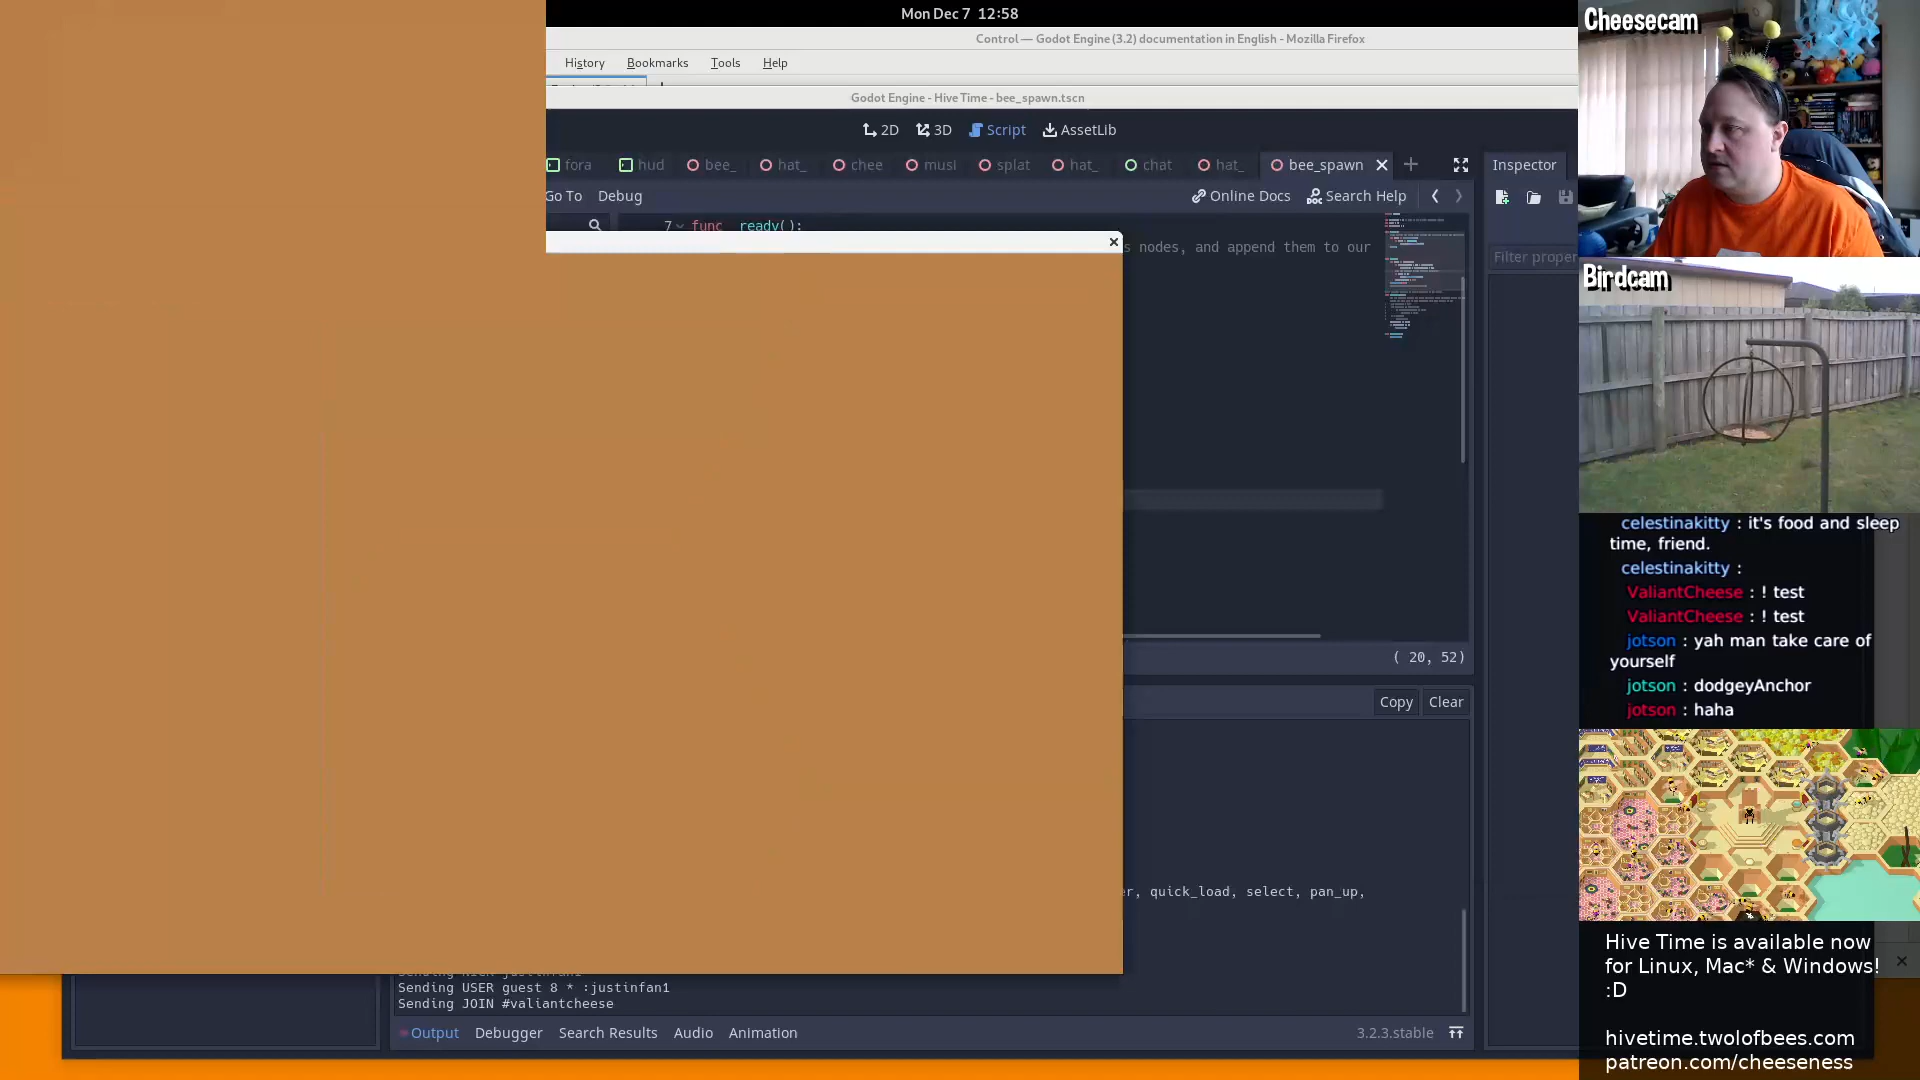 Mon Dec 7 12:58
Control — Godot Engine (3.2) documentation in English - Mozilla Firefox
History Bookmarks Tools Help
Godot Engine - Hive Time - bee_spawn.tscn
2D 3D Script AssetLib
fora hud bee_ hat_ chee musi splat hat_ chat hat_ bee_spawn Inspector
Go To Debug Online Docs Search Help
7 func _ready():
s nodes, and append them to our
Filter proper
( 20, 52)
Copy Clear
er, quick_load, select, pan_up,
Sending USER guest 8 * :justinfan1
Sending JOIN #valiantcheese
Output Debugger Search Results Audio Animation 3.2.3.stable
Cheesecam
Birdcam
celestinakitty : it's food and sleep
time, friend.
celestinakitty :
ValiantCheese : ! test
ValiantCheese : ! test
jotson : yah man take care of
yourself
jotson : dodgeyAnchor
jotson : haha
Hive Time is available now
for Linux, Mac* & Windows!
:D
hivetime.twolofbees.com
patreon.com/cheeseness